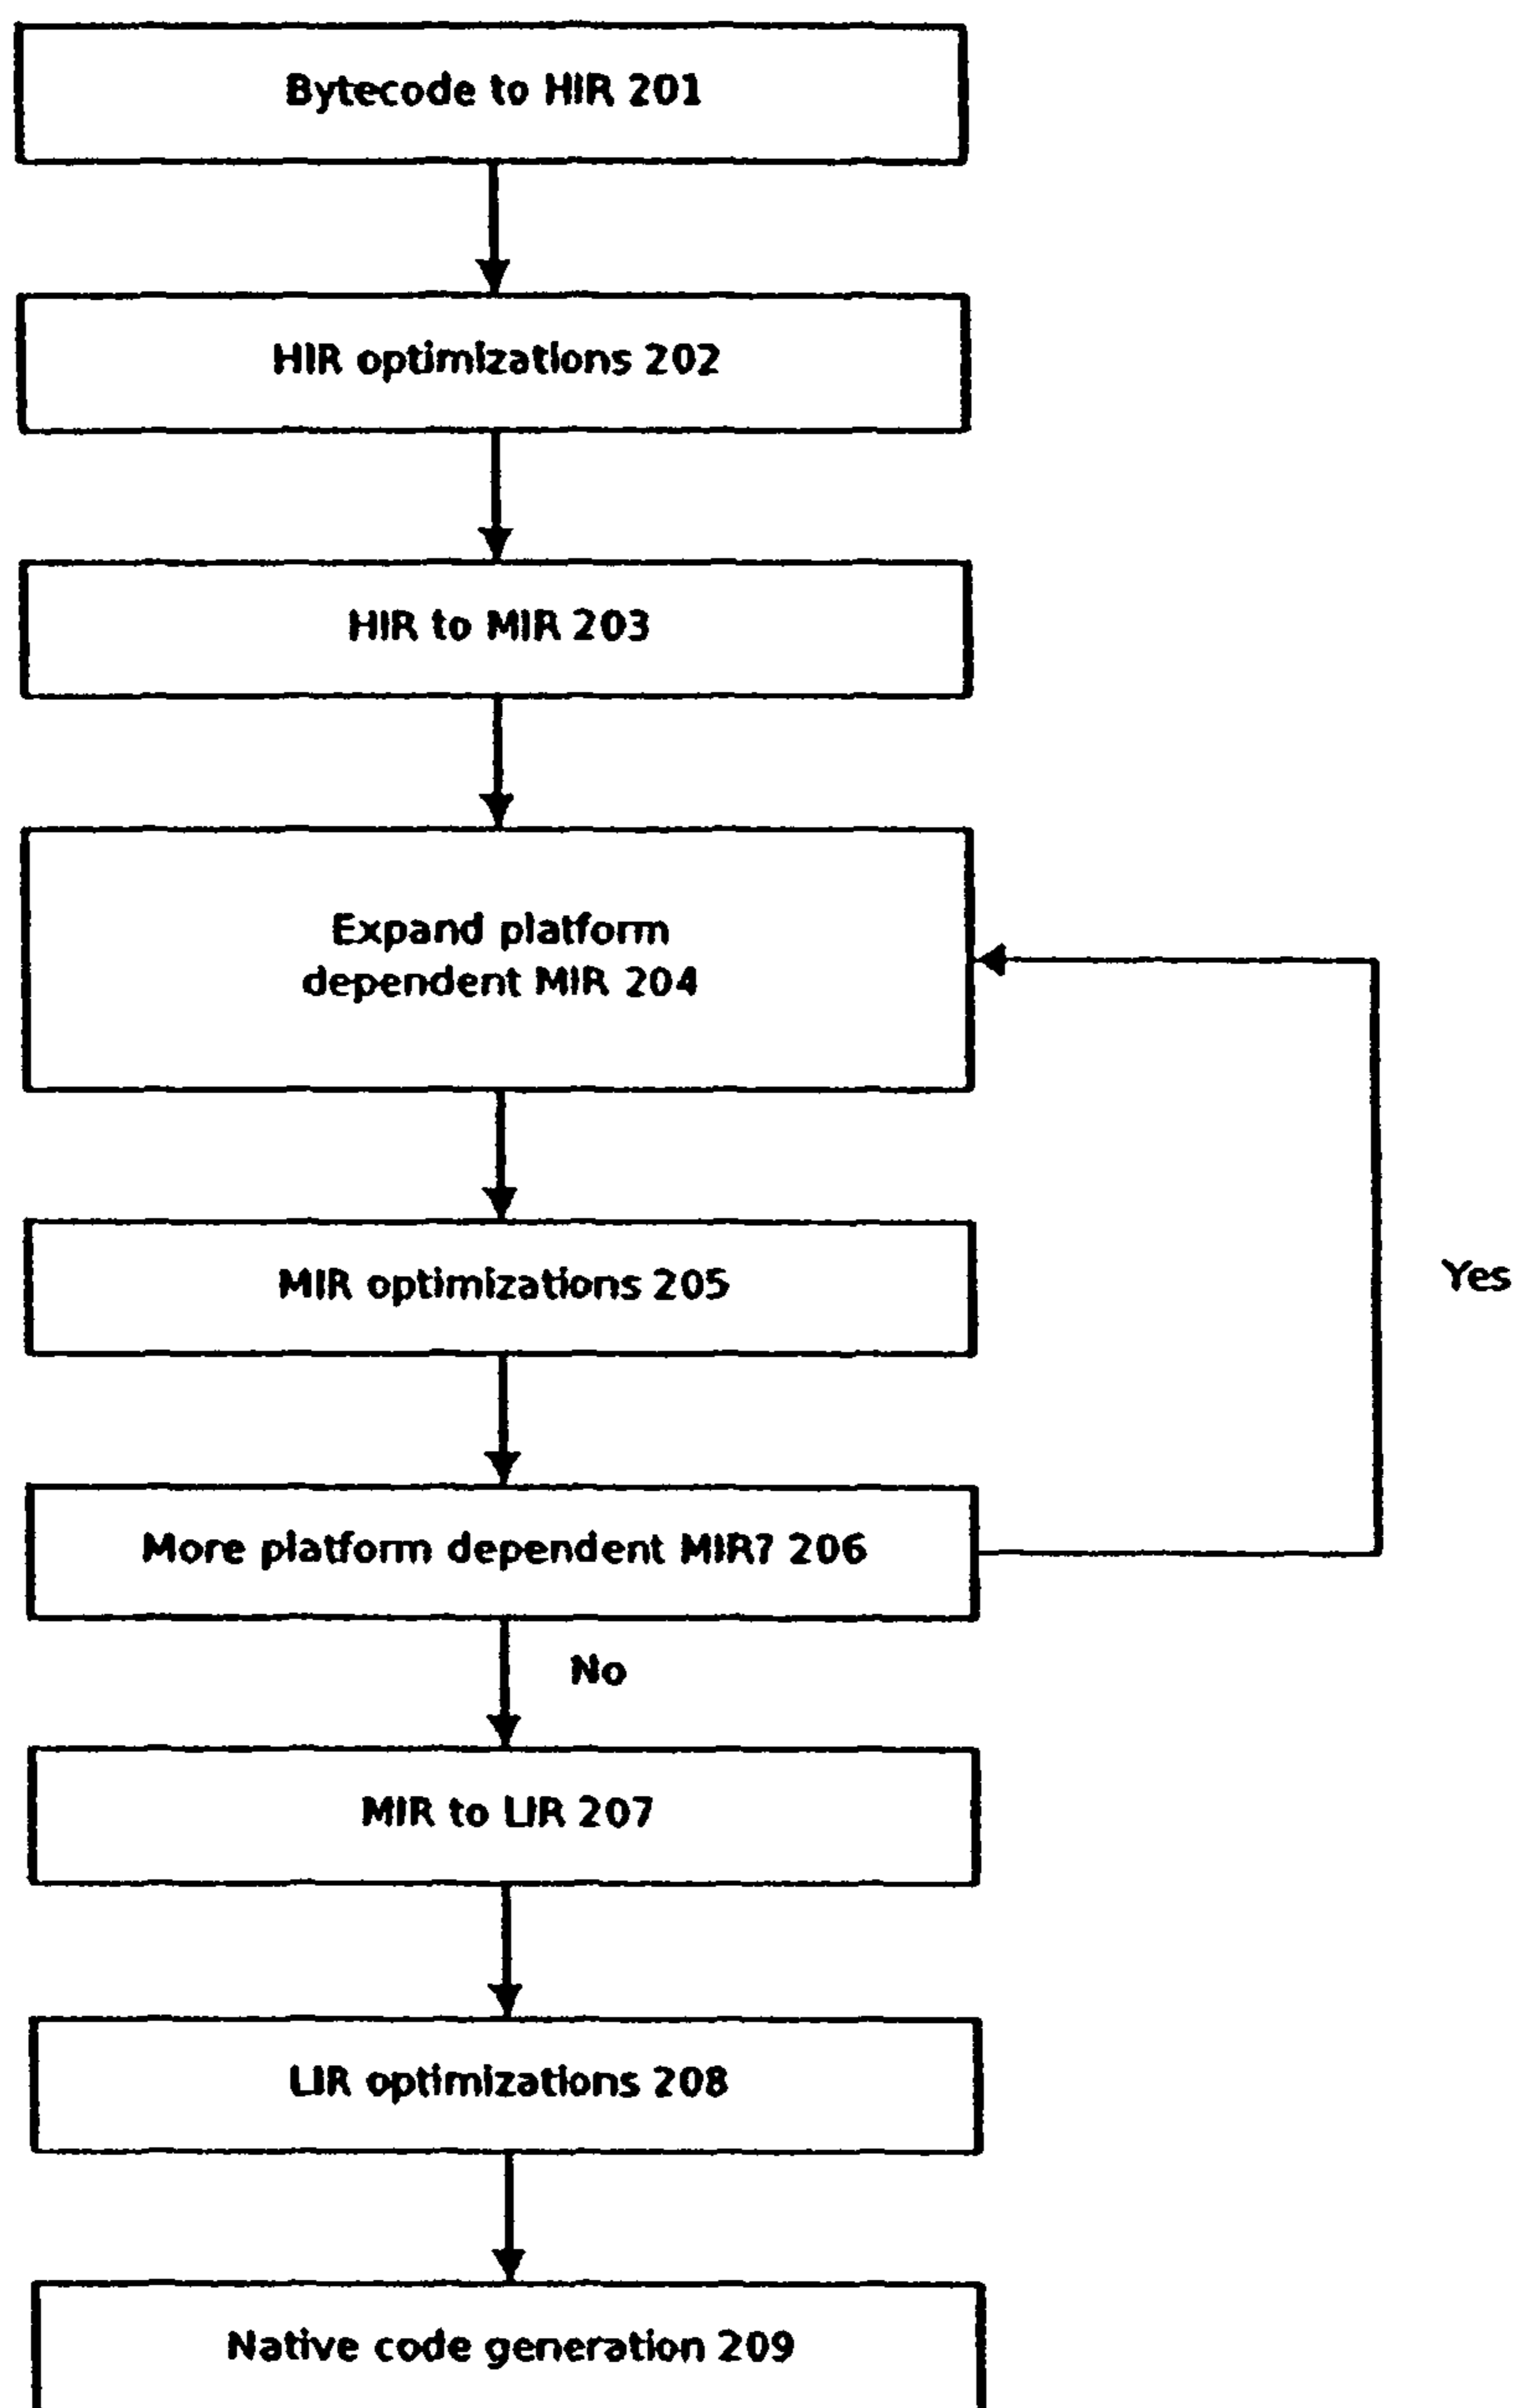 Bytecode to HIR 201
HIR optimizations 202
HIR to MIR 203
Expand platform
dependent MIR 204
MIR optimizations 205
Yes
More platform dependent MIR? 206
No
MIR to LIR 207
LIR optimizations 208
Native code generation 209